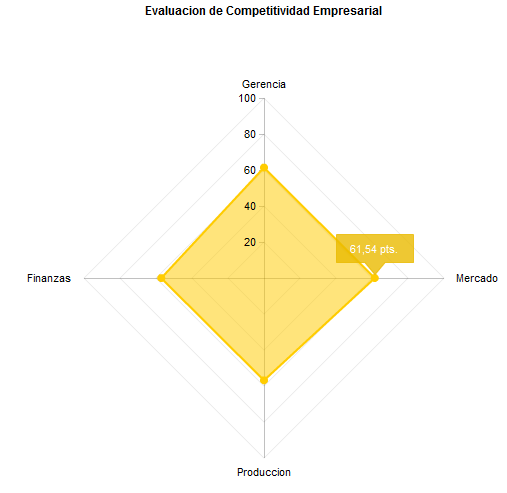 Evaluacion de Competitividad Empresarial
Gerencia
100
80
60
40
20
61,54 pts.
Finanzas
Mercado
Produccion